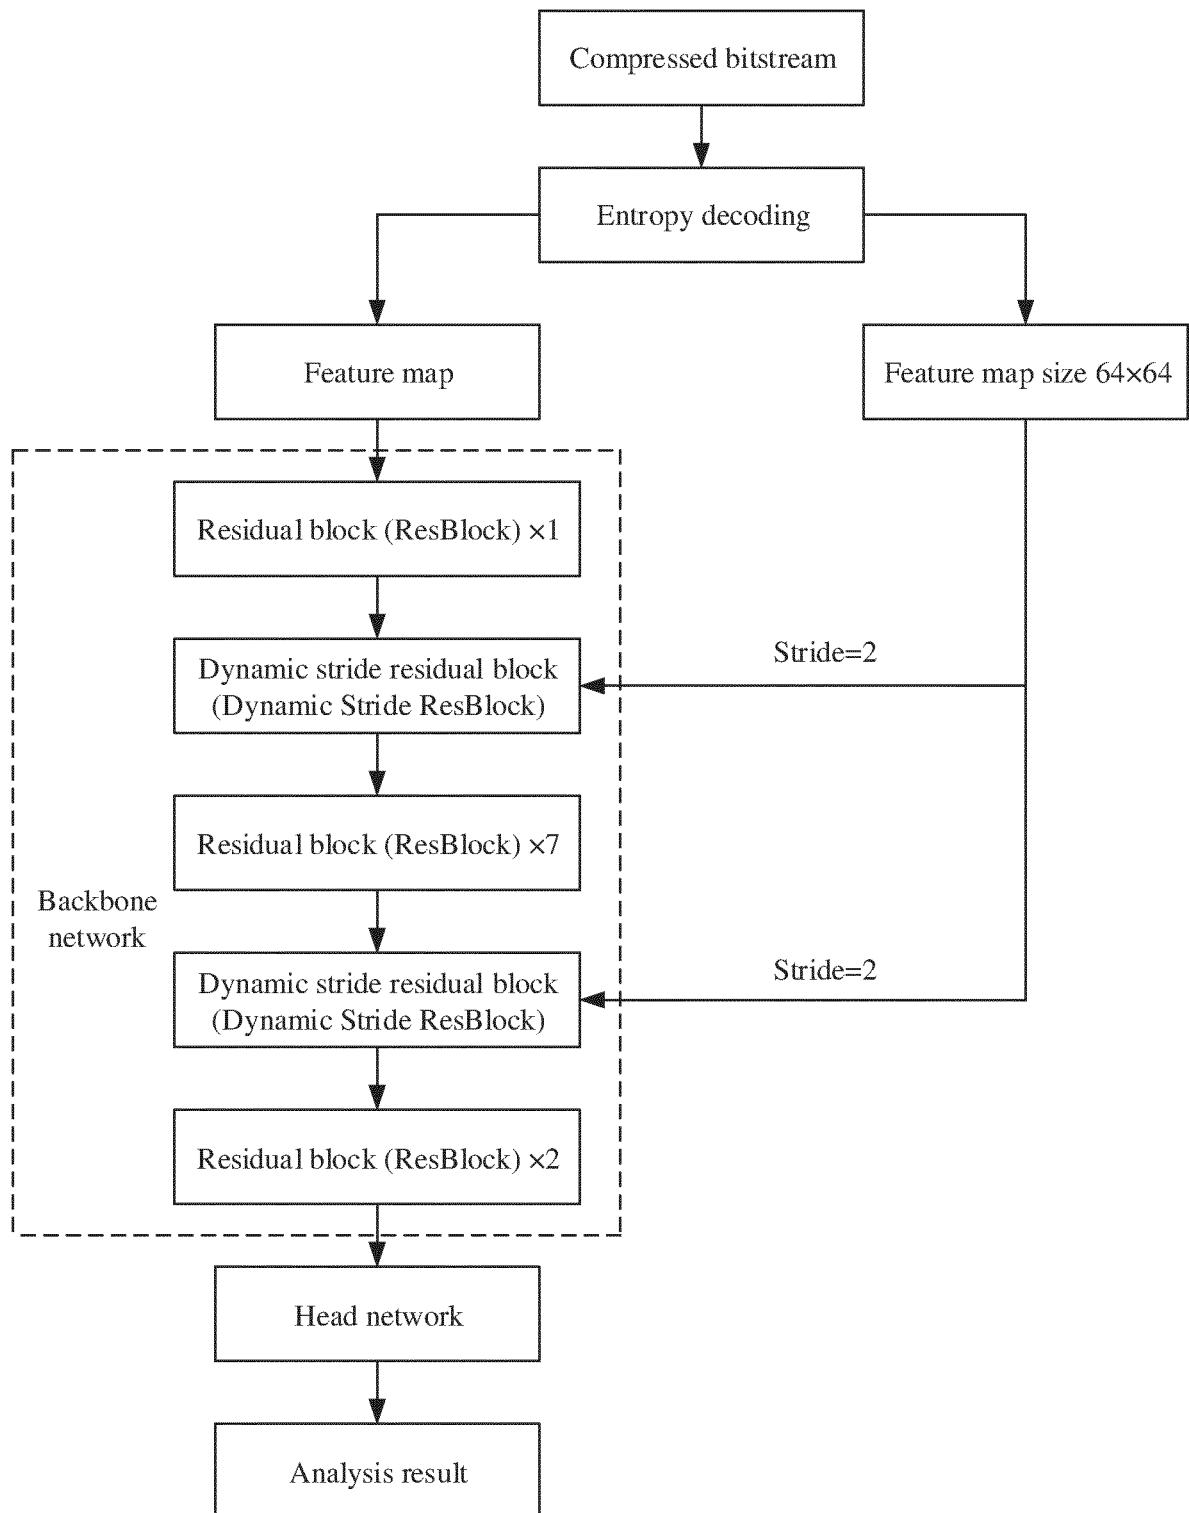 Compressed bitstream
Entropy decoding
Feature map
Feature map size 64×64
Residual block (ResBlock) ×1
Dynamic stride residual block
(Dynamic Stride ResBlock)
Stride=2
Residual block (ResBlock) ×7
Backbone
network
Dynamic stride residual block
(Dynamic Stride ResBlock)
Stride=2
Residual block (ResBlock) ×2
Head network
Analysis result